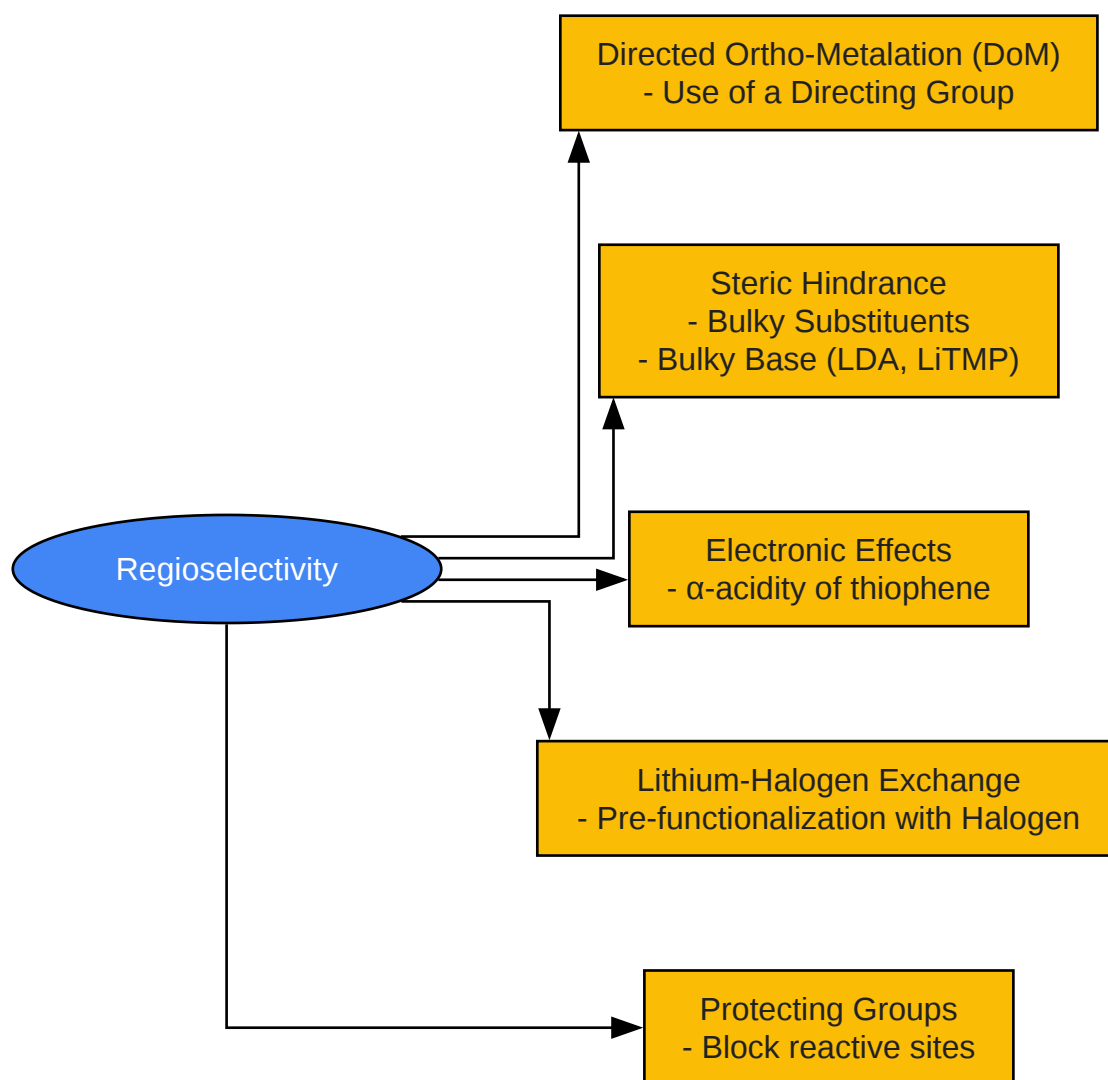 Directed Ortho-Metalation (DoM)
- Use of a Directing Group
Steric Hindrance
- Bulky Substituents
- Bulky Base (LDA, LiTMP)
Regioselectivity
Electronic Effects
- α-acidity of thiophene
Lithium-Halogen Exchange
- Pre-functionalization with Halogen
Protecting Groups
- Block reactive sites